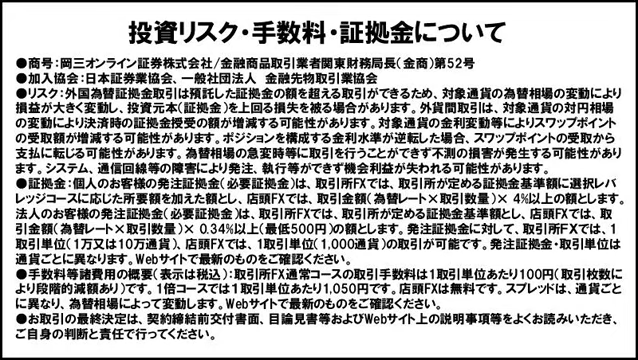 投資リスク・手数料・証拠金について
●商号:岡三オンライン証券株式会社/金融商品取引業者関東財務局長(金商)第52号
●加入協会:日本証券業協会、一般社団法人 金融先物取引業協会
●リスク:外国為替証拠金取引は預託した証拠金の額を超える取引ができるため、対象通貨の為替相場の変動により
損益が大きく変動し、投資元本(証拠金)を上回る損失を被る場合があります。外貨間取引は、対象通貨の対円相場
の変動により決済時の証拠金授受の額が増減する可能性があります。対象通貨の金利変動等によりスワップポイント
の受取額が増減する可能性があります。ポジションを構成する金利水準が逆転した場合、スワップポイントの受取から
支払に転じる可能性があります。為替相場の急変時等に取引を行うことができず不測の損害が発生する可能性があり
ます。システム、通信回線等の障害により発注、執行等ができず機会利益が失われる可能性があります。
●証拠金:個人のお客様の発注証拠金(必要証拠金)は、取引所FXでは、取引所が定める証拠金基準額に選択レバ
レッジコースに応じた所要額を加えた額とし、店頭FXでは、取引金額(為替レート×取引数量)× 4%以上の額とします。
法人のお客様の発注証拠金(必要証拠金)は、取引所FXでは、取引所が定める証拠金基準額とし、店頭FXでは、取
引金額(為替レート×取引数量)× 0.34%以上(最低500円)の額とします。発注証拠金に対して、取引所FXでは、1
取引単位(1万又は10万通貨)、店頭FXでは、1取引単位(1,000通貨)の取引が可能です。発注証拠金・取引単位は
通貨ごとに異なります。Webサイトで最新のものをご確認ください。
●手数料等諸費用の概要(表示は税込):取引所FX通常コースの取引手数料は1取引単位あたり100円(取引枚数に
より段階的減額あり)です。1倍コースでは1取引単位あたり1,050円です。店頭FXは無料です。スプレッドは、通貨ごと
に異なり、為替相場によって変動します。Webサイトで最新のものをご確認ください。
●お取引の最終決定は、契約締結前交付書面、目論見書等およびWebサイト上の説明事項等をよくお読みいただき、
ご自身の判断と責任で行ってください。